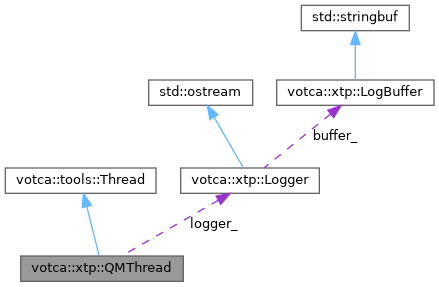 std::stringbuf
std::ostream
votca::xtp::LogBuffer
buffer_
votca::tools::Thread
votca::xtp::Logger
logger_
votca::xtp::QMThread